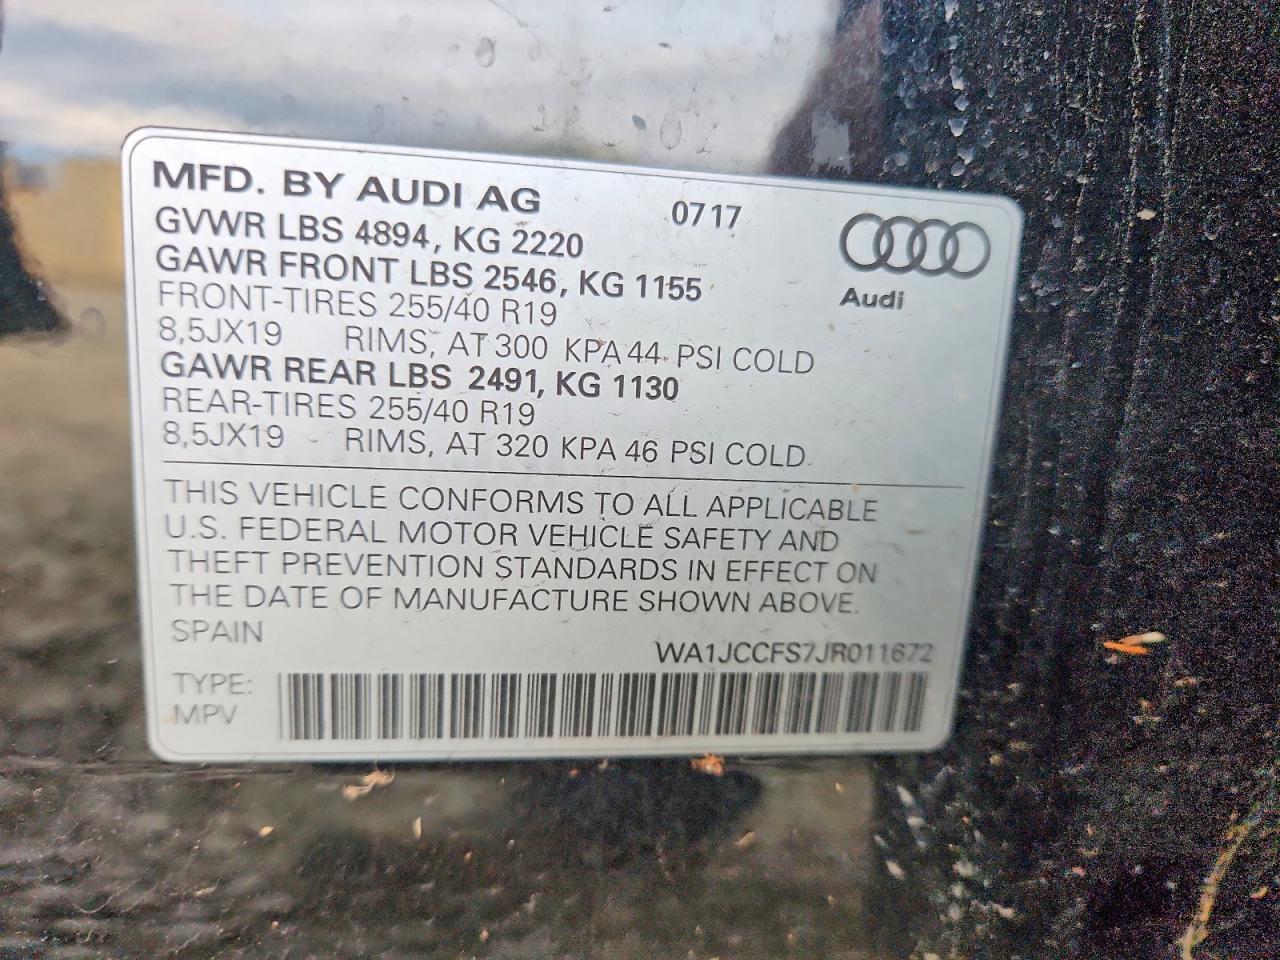 MFD. BY AUDI AG 0717
GVWR LBS 4894, KG 2220
GAWR FRONT LBS 2546, KG 1155
Audi
FRONT-TIRES 255/40 R19
8,5JX19 RIMS, AT 300 KPA 44 PSI COLD
GAWR REAR LBS 2491, KG 1130
REAR-TIRES 255/40 R19
8,5JX19 RIMS, AT 320 KPA 46 PSI COLD
THIS VEHICLE CONFORMS TO ALL APPLICABLE
U.S. FEDERAL MOTOR VEHICLE SAFETY AND
THEFT PREVENTION STANDARDS IN EFFECT ON
THE DATE OF MANUFACTURE SHOWN ABOVE.
SPAIN
WA1JCCFS7JR011672
TYPE:
MPV